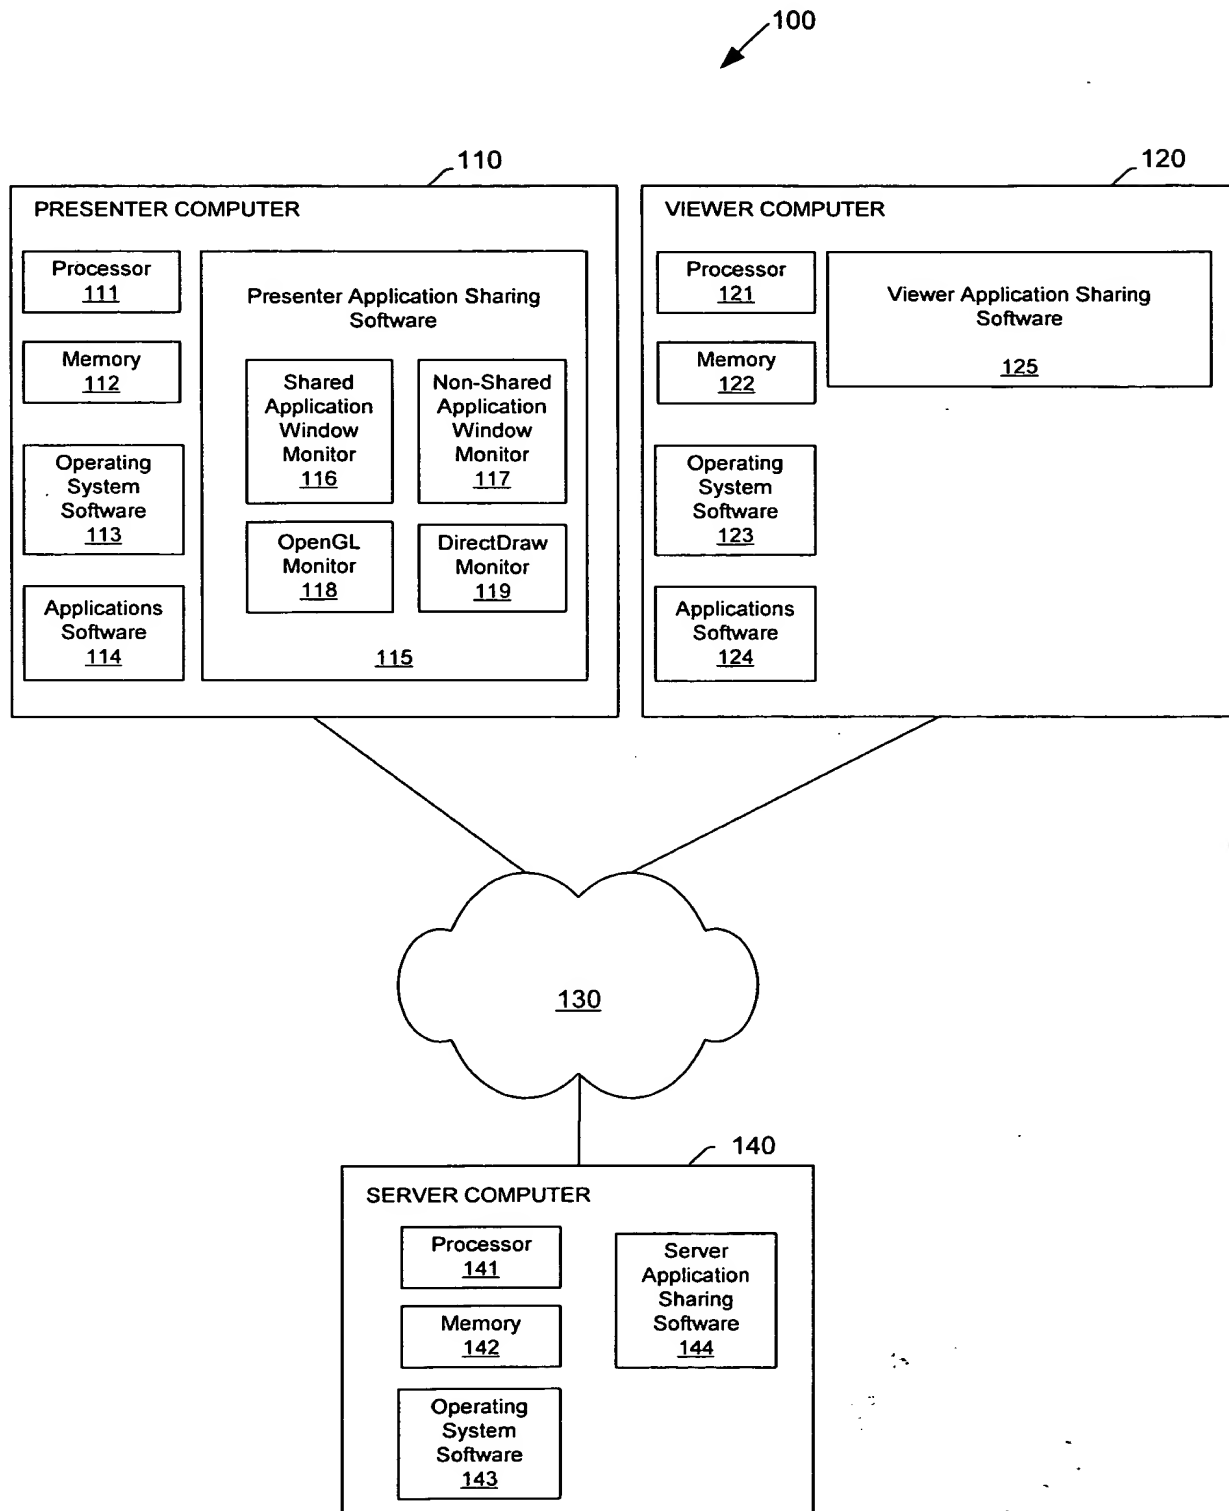 100
110
PRESENTER COMPUTER
Processor
111
Memory
112
Operating
System
Software
113
Applications
Software
114
Presenter Application Sharing
Software
Shared
Application
Window
Monitor
116
Non-Shared
Application
Window
Monitor
117
OpenGL
Monitor
118
DirectDraw
Monitor
119
115
120
VIEWER COMPUTER
Processor
121
Memory
122
Operating
System
Software
123
Applications
Software
124
Viewer Application Sharing
Software
125
130
140
SERVER COMPUTER
Processor
141
Memory
142
Operating
System
Software
143
Server
Application
Sharing
Software
144